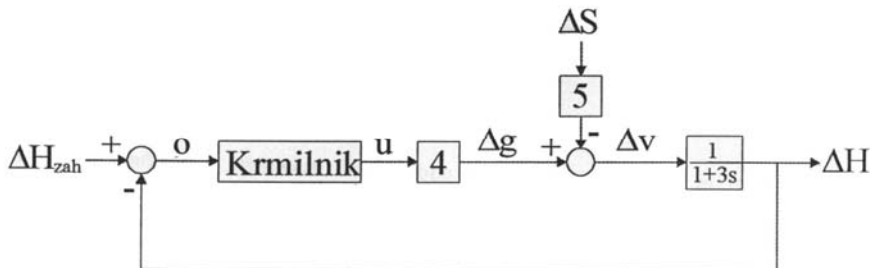 ΔS
5
-
ΔH_zah + o Krmilnik u 4 Δg + Δv 1/(1+3s) ΔH
-